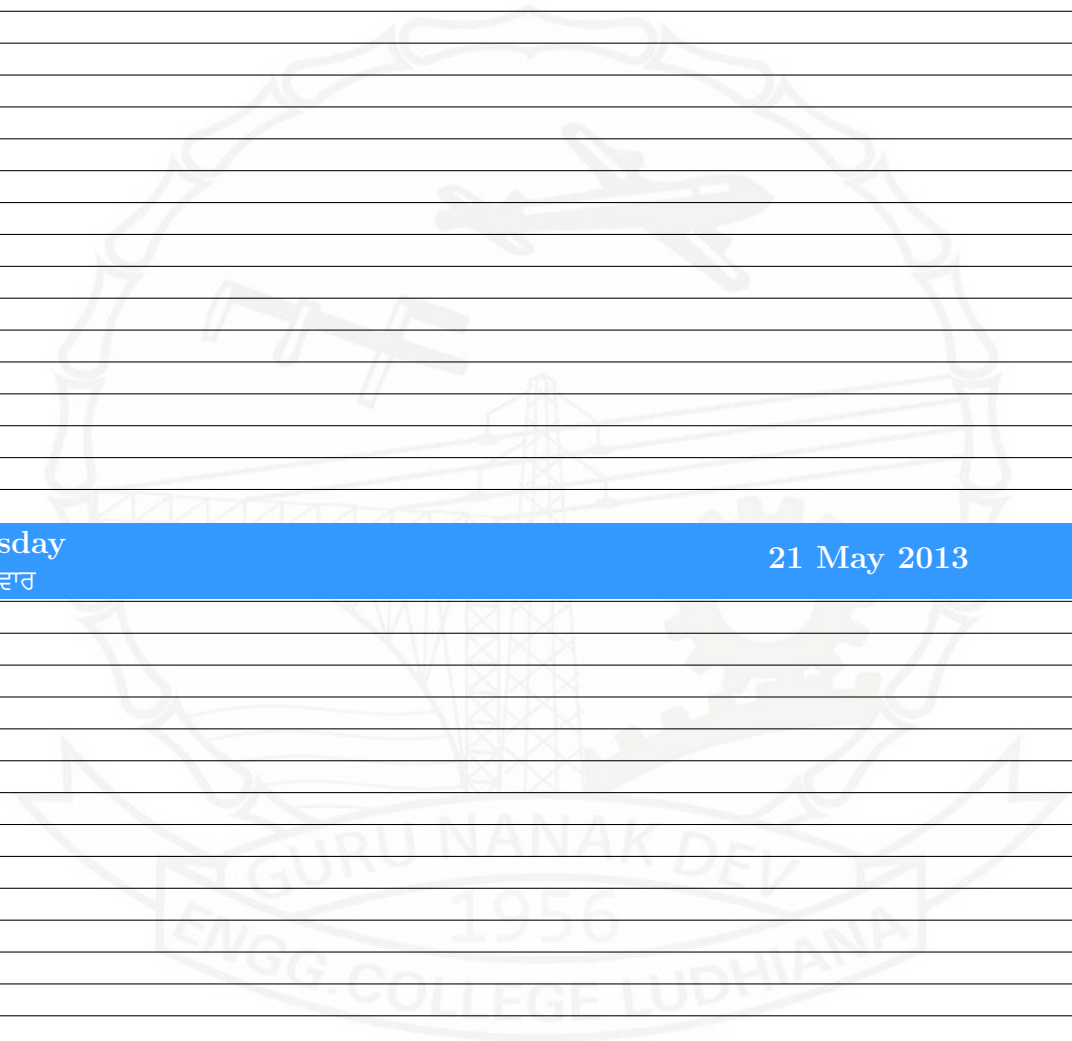 sday
ਵਾਰ
21 May 2013
GURU NANAK DEV
1956
ENGG. COLLEGE LUDHIANA